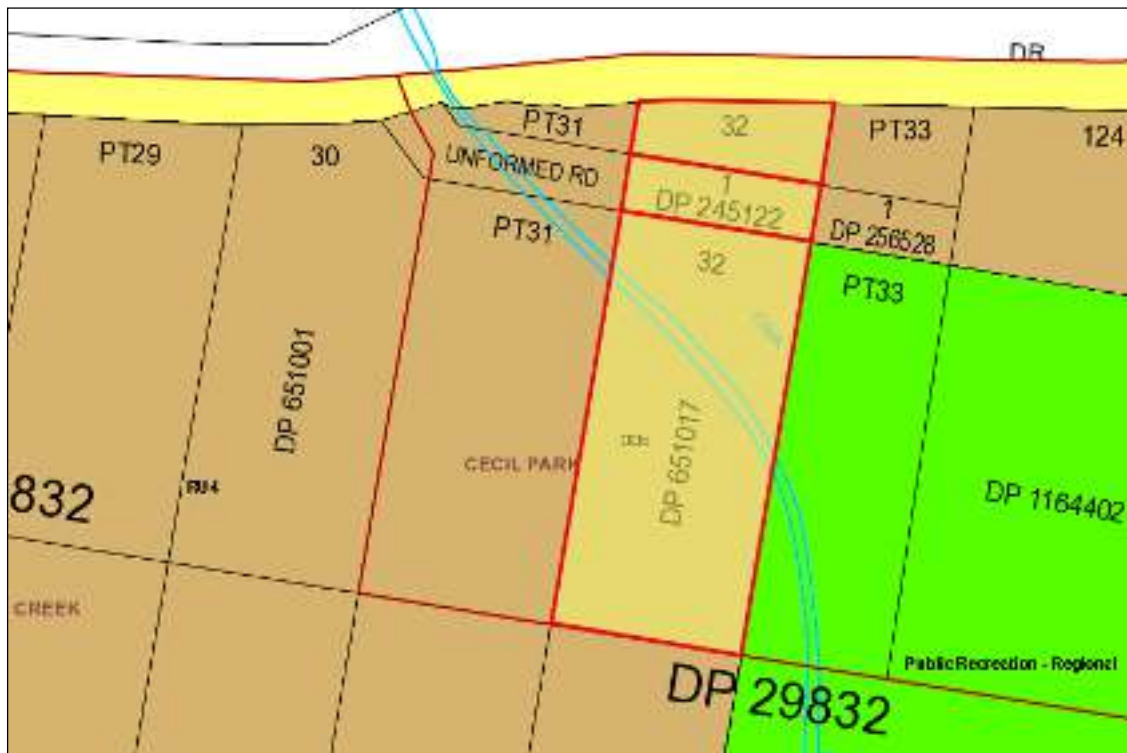 DR
PT29
30
PT31
32
PT33
124
UNFORMED RD
1
DP 245122
1
DP 256528
PT31
32
PT33
DP 651001
DP 651017
CECIL PARK
832
RU4
DP 1164402
CREEK
Public Recreation - Regional
DP 29832